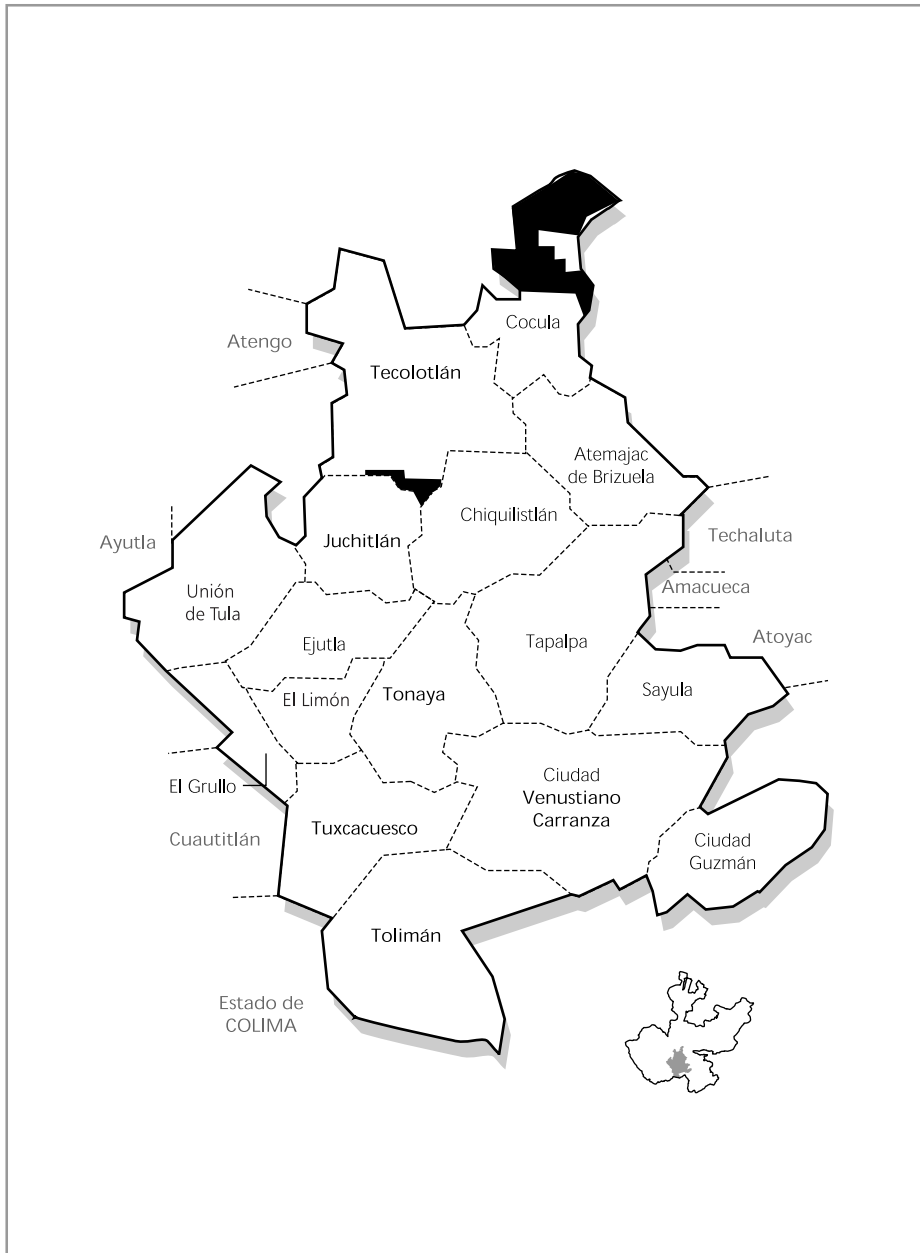 Cocula
Atengo
Tecolotlán
Atemajac
de Brizuela
Chiquilistlán
Techaluta
Ayutla
Juchitlán
Amacueca
Unión
de Tula
Atoyac
Ejutla
Tapalpa
El Limón
Tonaya
Sayula
Ciudad
Venustiano
Carranza
El Grullo
Tuxcacuesco
Cuautitlán
Ciudad
Guzmán
Tolimán
Estado de
COLIMA